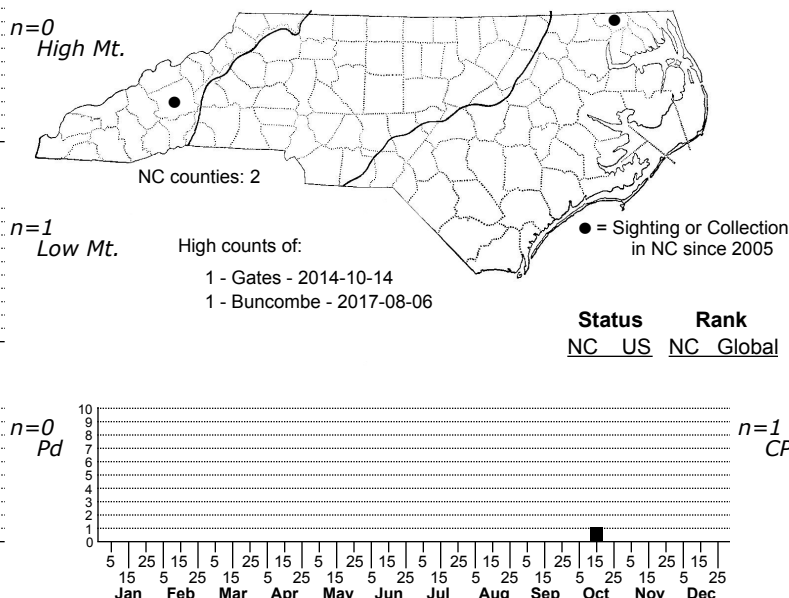 n=0
High Mt.
NC counties: 2
n=1
Low Mt.
High counts of:
1 - Gates - 2014-10-14
1 - Buncombe - 2017-08-06
● = Sighting or Collection
in NC since 2005
Status Rank
NC US NC Global
n=0
Pd
10
9
8
7
6
5
4
3
2
1
0
n=1
CP
5 25 15 5 25 15 5 25 15 5 25 15 5 25 15 5 25 15
15 5 25 15 5 25 15 5 25 15 5 25 15 5 25 15 5 25
Jan Feb Mar Apr May Jun Jul Aug Sep Oct Nov Dec